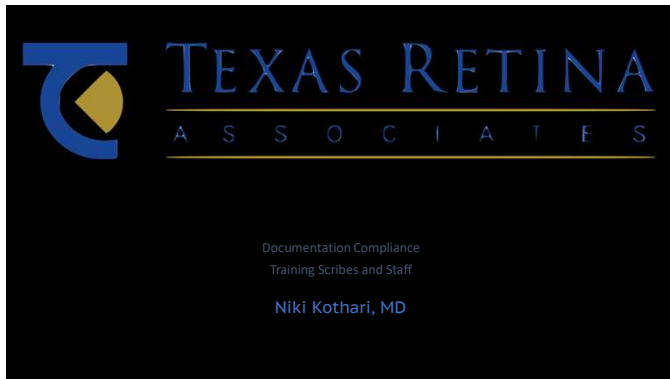 TEXAS RETINA
ASSOCIATES
Documentation Compliance
Training Scribes and Staff
Niki Kothari, MD